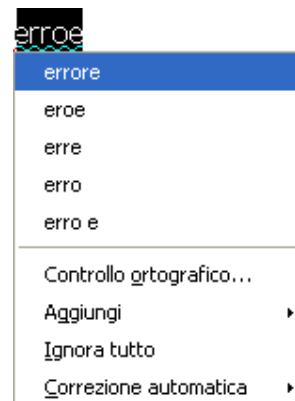 erroe
errore
eroe
erre
erro
erro e
Controllo ortografico...
Aggiungi
Ignora tutto
Correzione automatica